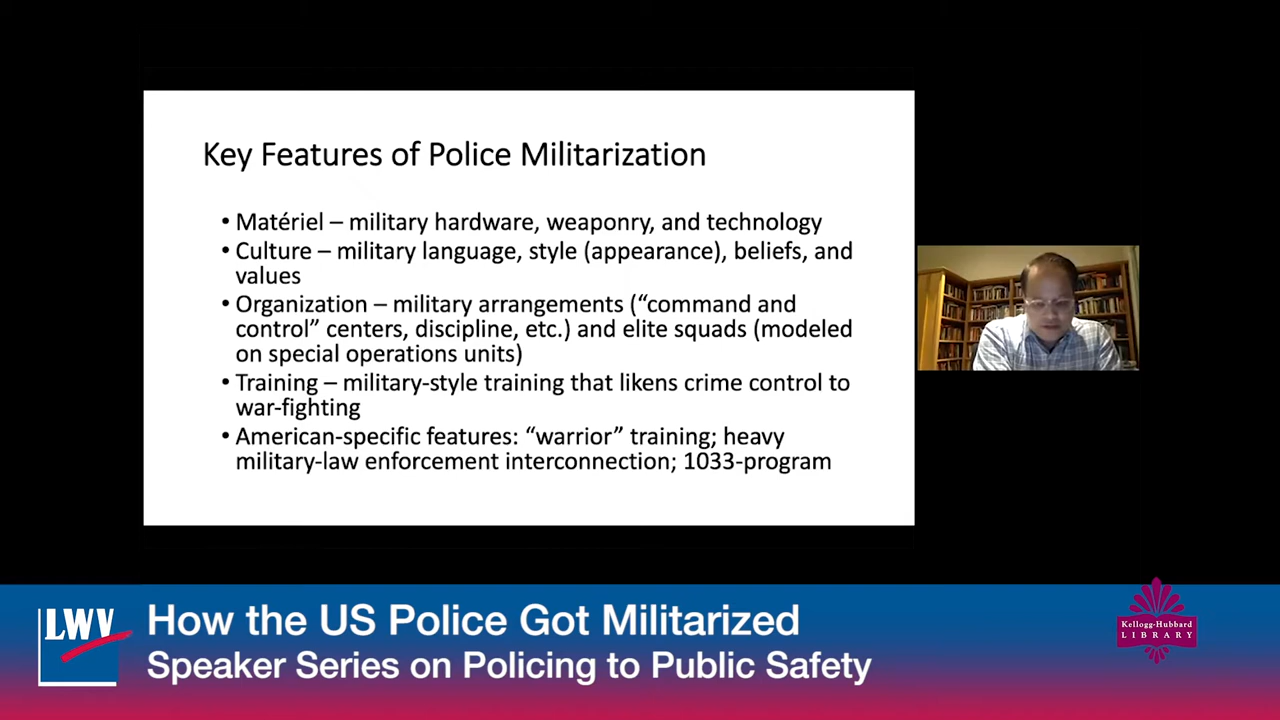 Key Features of Police Militarization
• Matériel – military hardware, weaponry, and technology
• Culture – military language, style (appearance), beliefs, and
values
• Organization – military arrangements (“command and
control” centers, discipline, etc.) and elite squads (modeled
on special operations units)
• Training – military-style training that likens crime control to
war-fighting
• American-specific features: “warrior” training; heavy
military-law enforcement interconnection; 1033-program
LWV
How the US Police Got Militarized
Speaker Series on Policing to Public Safety
Kellogg-Hubbard
LIBRARY